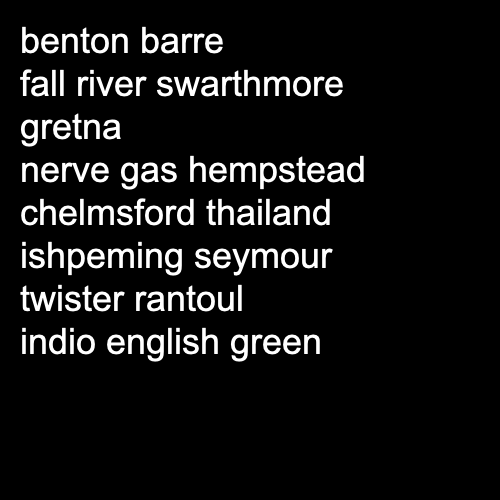 benton barre
fall river swarthmore
gretna
nerve gas hempstead
chelmsford thailand
ishpeming seymour
twister rantoul
indio english green